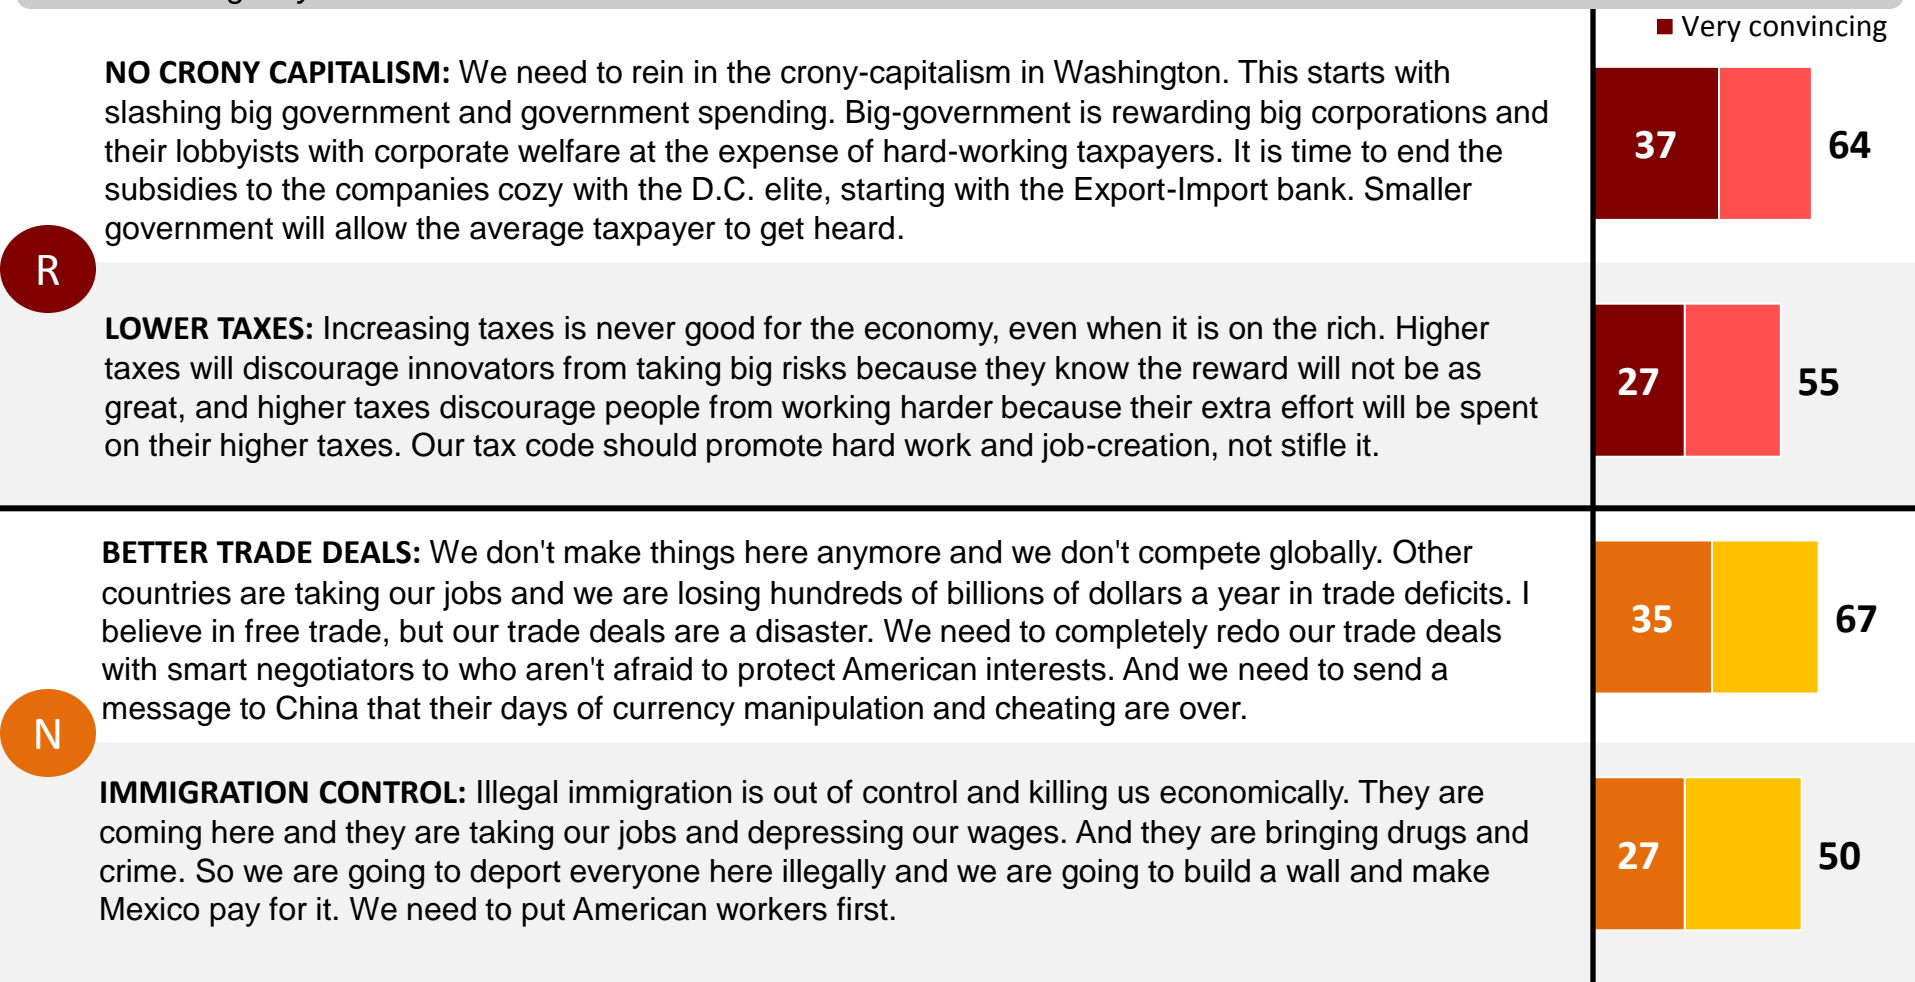 Very convincing
NO CRONY CAPITALISM: We need to rein in the crony-capitalism in Washington. This starts with
slashing big government and government spending. Big-government is rewarding big corporations and
their lobbyists with corporate welfare at the expense of hard-working taxpayers. It is time to end the
subsidies to the companies cozy with the D.C. elite, starting with the Export-Import bank. Smaller
government will allow the average taxpayer to get heard.
37
64
R
LOWER TAXES: Increasing taxes is never good for the economy, even when it is on the rich. Higher
taxes will discourage innovators from taking big risks because they know the reward will not be as
great, and higher taxes discourage people from working harder because their extra effort will be spent
on their higher taxes. Our tax code should promote hard work and job-creation, not stifle it.
27
55
BETTER TRADE DEALS: We don't make things here anymore and we don't compete globally. Other
countries are taking our jobs and we are losing hundreds of billions of dollars a year in trade deficits. I
believe in free trade, but our trade deals are a disaster. We need to completely redo our trade deals
with smart negotiators to who aren't afraid to protect American interests. And we need to send a
message to China that their days of currency manipulation and cheating are over.
35
67
N
IMMIGRATION CONTROL: Illegal immigration is out of control and killing us economically. They are
coming here and they are taking our jobs and depressing our wages. And they are bringing drugs and
crime. So we are going to deport everyone here illegally and we are going to build a wall and make
Mexico pay for it. We need to put American workers first.
27
50